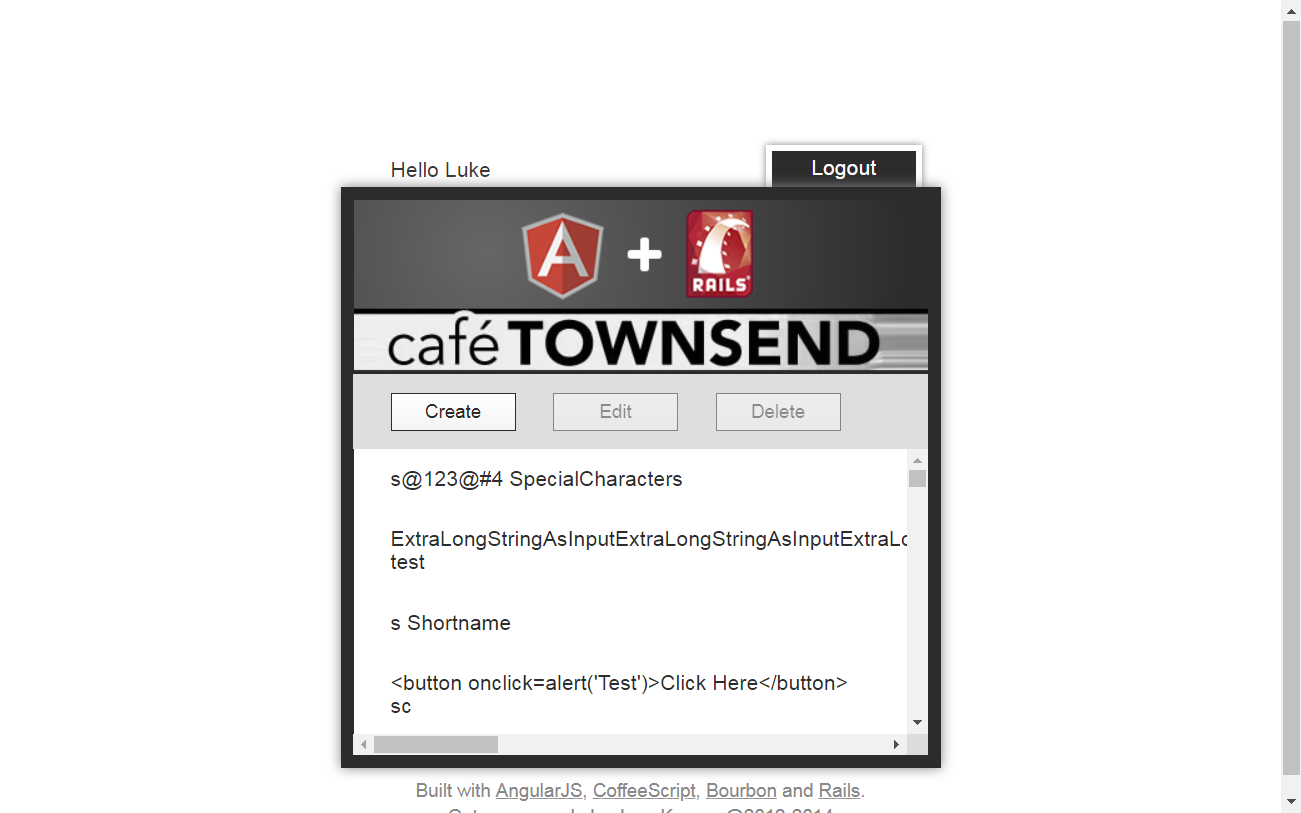 Hello Luke
Logout
RAILS
café TOWNSEND
Create
Edit
Delete
s@123@#4 SpecialCharacters
ExtraLongStringAsInputExtraLongStringAsInputExtraLo
test
s Shortname
<button onclick=alert('Test')>Click Here</button>
sc
Built with AngularJS, CoffeeScript, Bourbon and Rails.